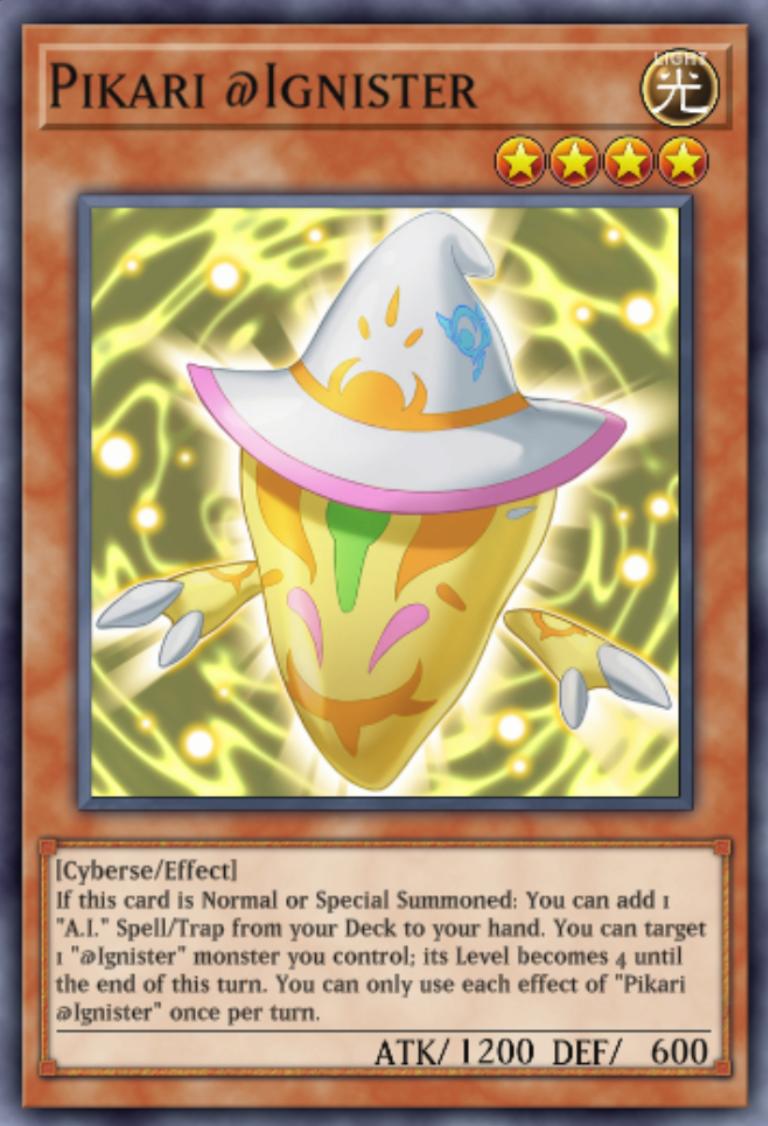 Pikari @Ignister
LIGHT
光
[Cyberse/Effect]
If this card is Normal or Special Summoned: You can add 1
"A.I." Spell/Trap from your Deck to your hand. You can target
1 "@Ignister" monster you control; its Level becomes 4 until
the end of this turn. You can only use each effect of "Pikari
@Ignister" once per turn.
ATK/ 1200 DEF/ 600